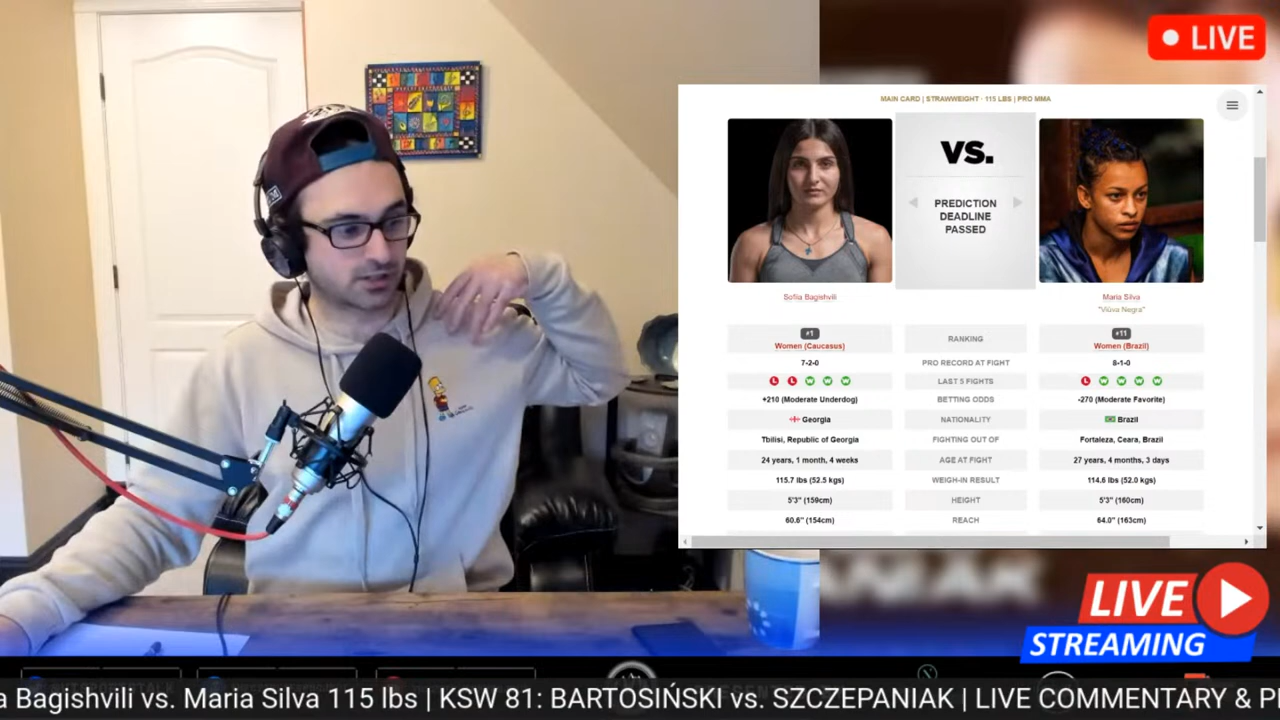 LIVE
MAIN CARD | STRAWWEIGHT · 115 LBS | PRO MMA
VS.
PREDICTION
DEADLINE
PASSED
Sofiia Bagishvili
Maria Silva
"Viúva Negra"
#1
Women (Caucasus)
RANKING
#11
Women (Brazil)
7-2-0
PRO RECORD AT FIGHT
8-1-0
L L W W W
LAST 5 FIGHTS
L W W W W
+210 (Moderate Underdog)
BETTING ODDS
-270 (Moderate Favorite)
Georgia
NATIONALITY
Brazil
Tbilisi, Republic of Georgia
FIGHTING OUT OF
Fortaleza, Ceara, Brazil
24 years, 1 month, 4 weeks
AGE AT FIGHT
27 years, 4 months, 3 days
115.7 lbs (52.5 kgs)
WEIGH-IN RESULT
114.6 lbs (52.0 kgs)
5'3" (159cm)
HEIGHT
5'3" (160cm)
60.6" (154cm)
REACH
64.0" (163cm)
LIVE
STREAMING
a Bagishvili vs. Maria Silva 115 lbs | KSW 81: BARTOSIŃSKI vs. SZCZEPANIAK | LIVE COMMENTARY & P